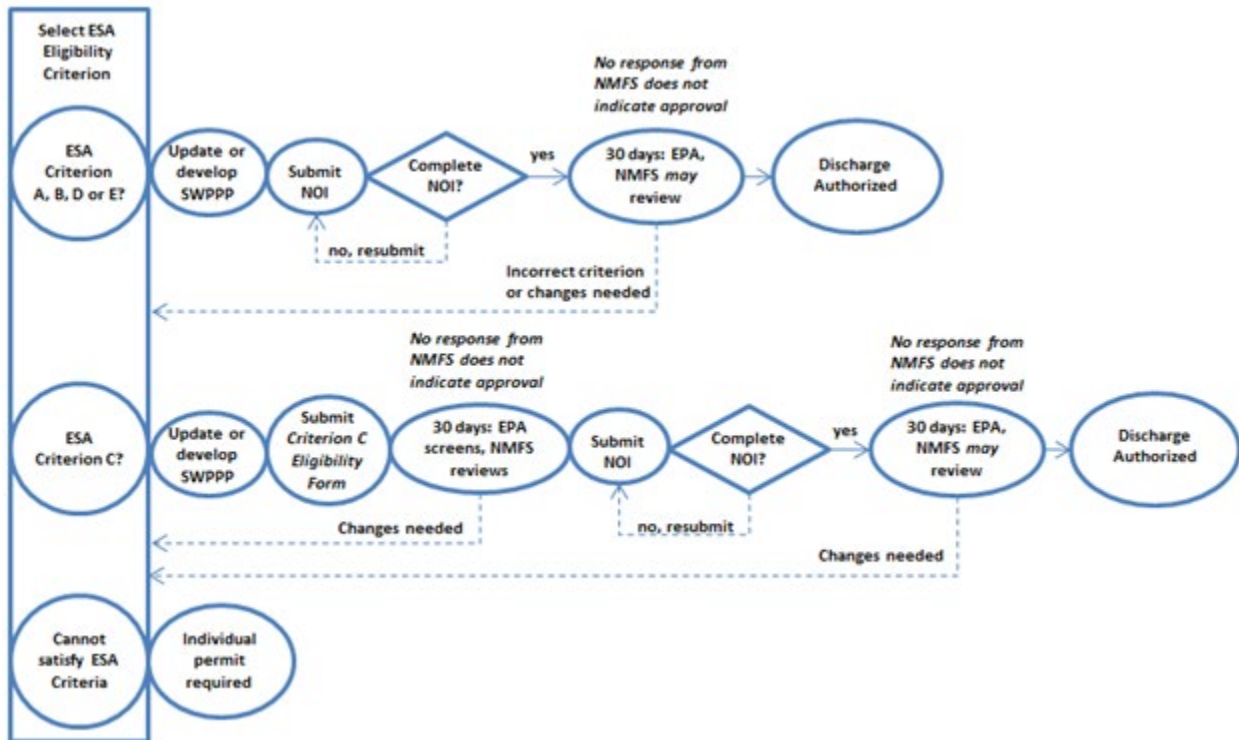 Select ESA
Eligibility
Criterion
No response from
NMFS does not
indicate approval
ESA
Criterion
A, B, D or E?
Update or
develop
SWPPP
Submit
NOI
Complete
NOI?
yes
30 days: EPA,
NMFS may
review
Discharge
Authorized
no, resubmit
Incorrect criterion
or changes needed
No response from
NMFS does not
indicate approval
No response from
NMFS does not
indicate approval
ESA
Criterion C?
Update or
develop
SWPPP
Submit
Criterion C
Eligibility
Form
30 days: EPA
screens, NMFS
reviews
Submit
NOI
Complete
NOI?
yes
30 days: EPA,
NMFS may
review
Discharge
Authorized
no, resubmit
Changes needed
Changes needed
Cannot
satisfy ESA
Criteria
Individual
permit
required